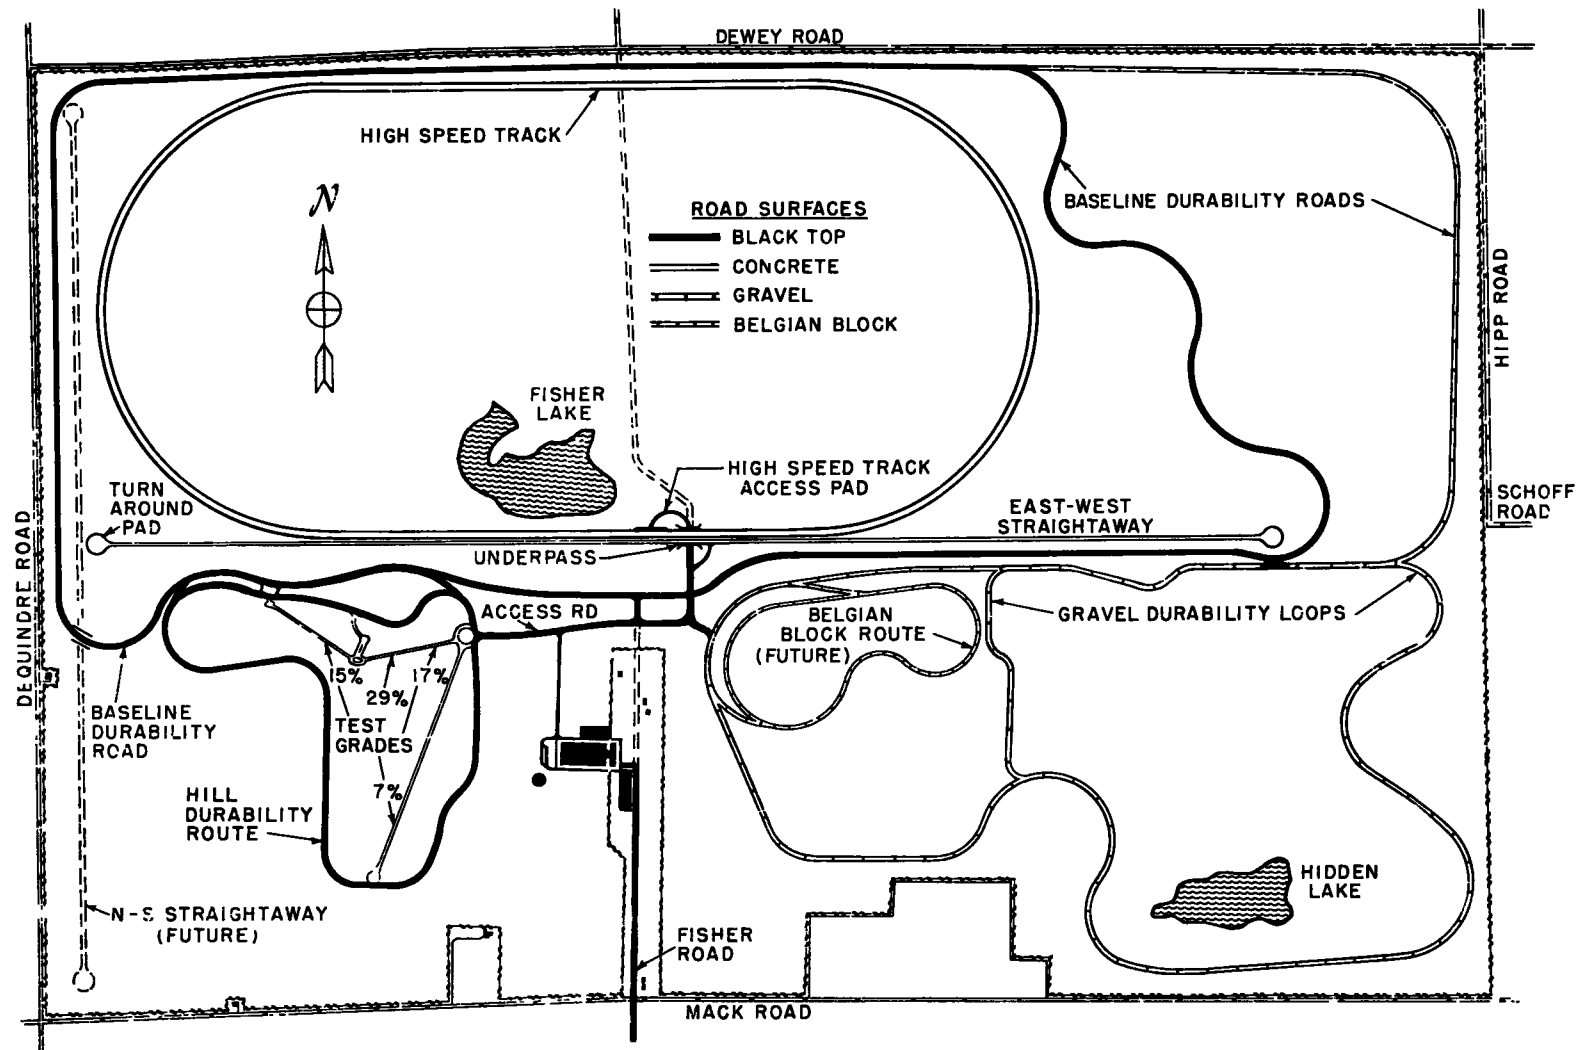 DEWEY ROAD
HIGH SPEED TRACK
N
ROAD SURFACES
BLACK TOP
CONCRETE
GRAVEL
BELGIAN BLOCK
BASELINE DURABILITY ROADS
HIPP ROAD
FISHER
LAKE
HIGH SPEED TRACK
ACCESS PAD
TURN
AROUND
PAD
EAST-WEST
STRAIGHTAWAY
SCHOFF
ROAD
UNDERPASS
DEQUINDRE ROAD
ACCESS RD
BELGIAN
BLOCK ROUTE
(FUTURE)
GRAVEL DURABILITY LOOPS
15%
29%
17%
TEST
GRADES
7%
BASELINE
DURABILITY
ROAD
HILL
DURABILITY
ROUTE
HIDDEN
LAKE
N-S STRAIGHTAWAY
(FUTURE)
FISHER
ROAD
MACK ROAD